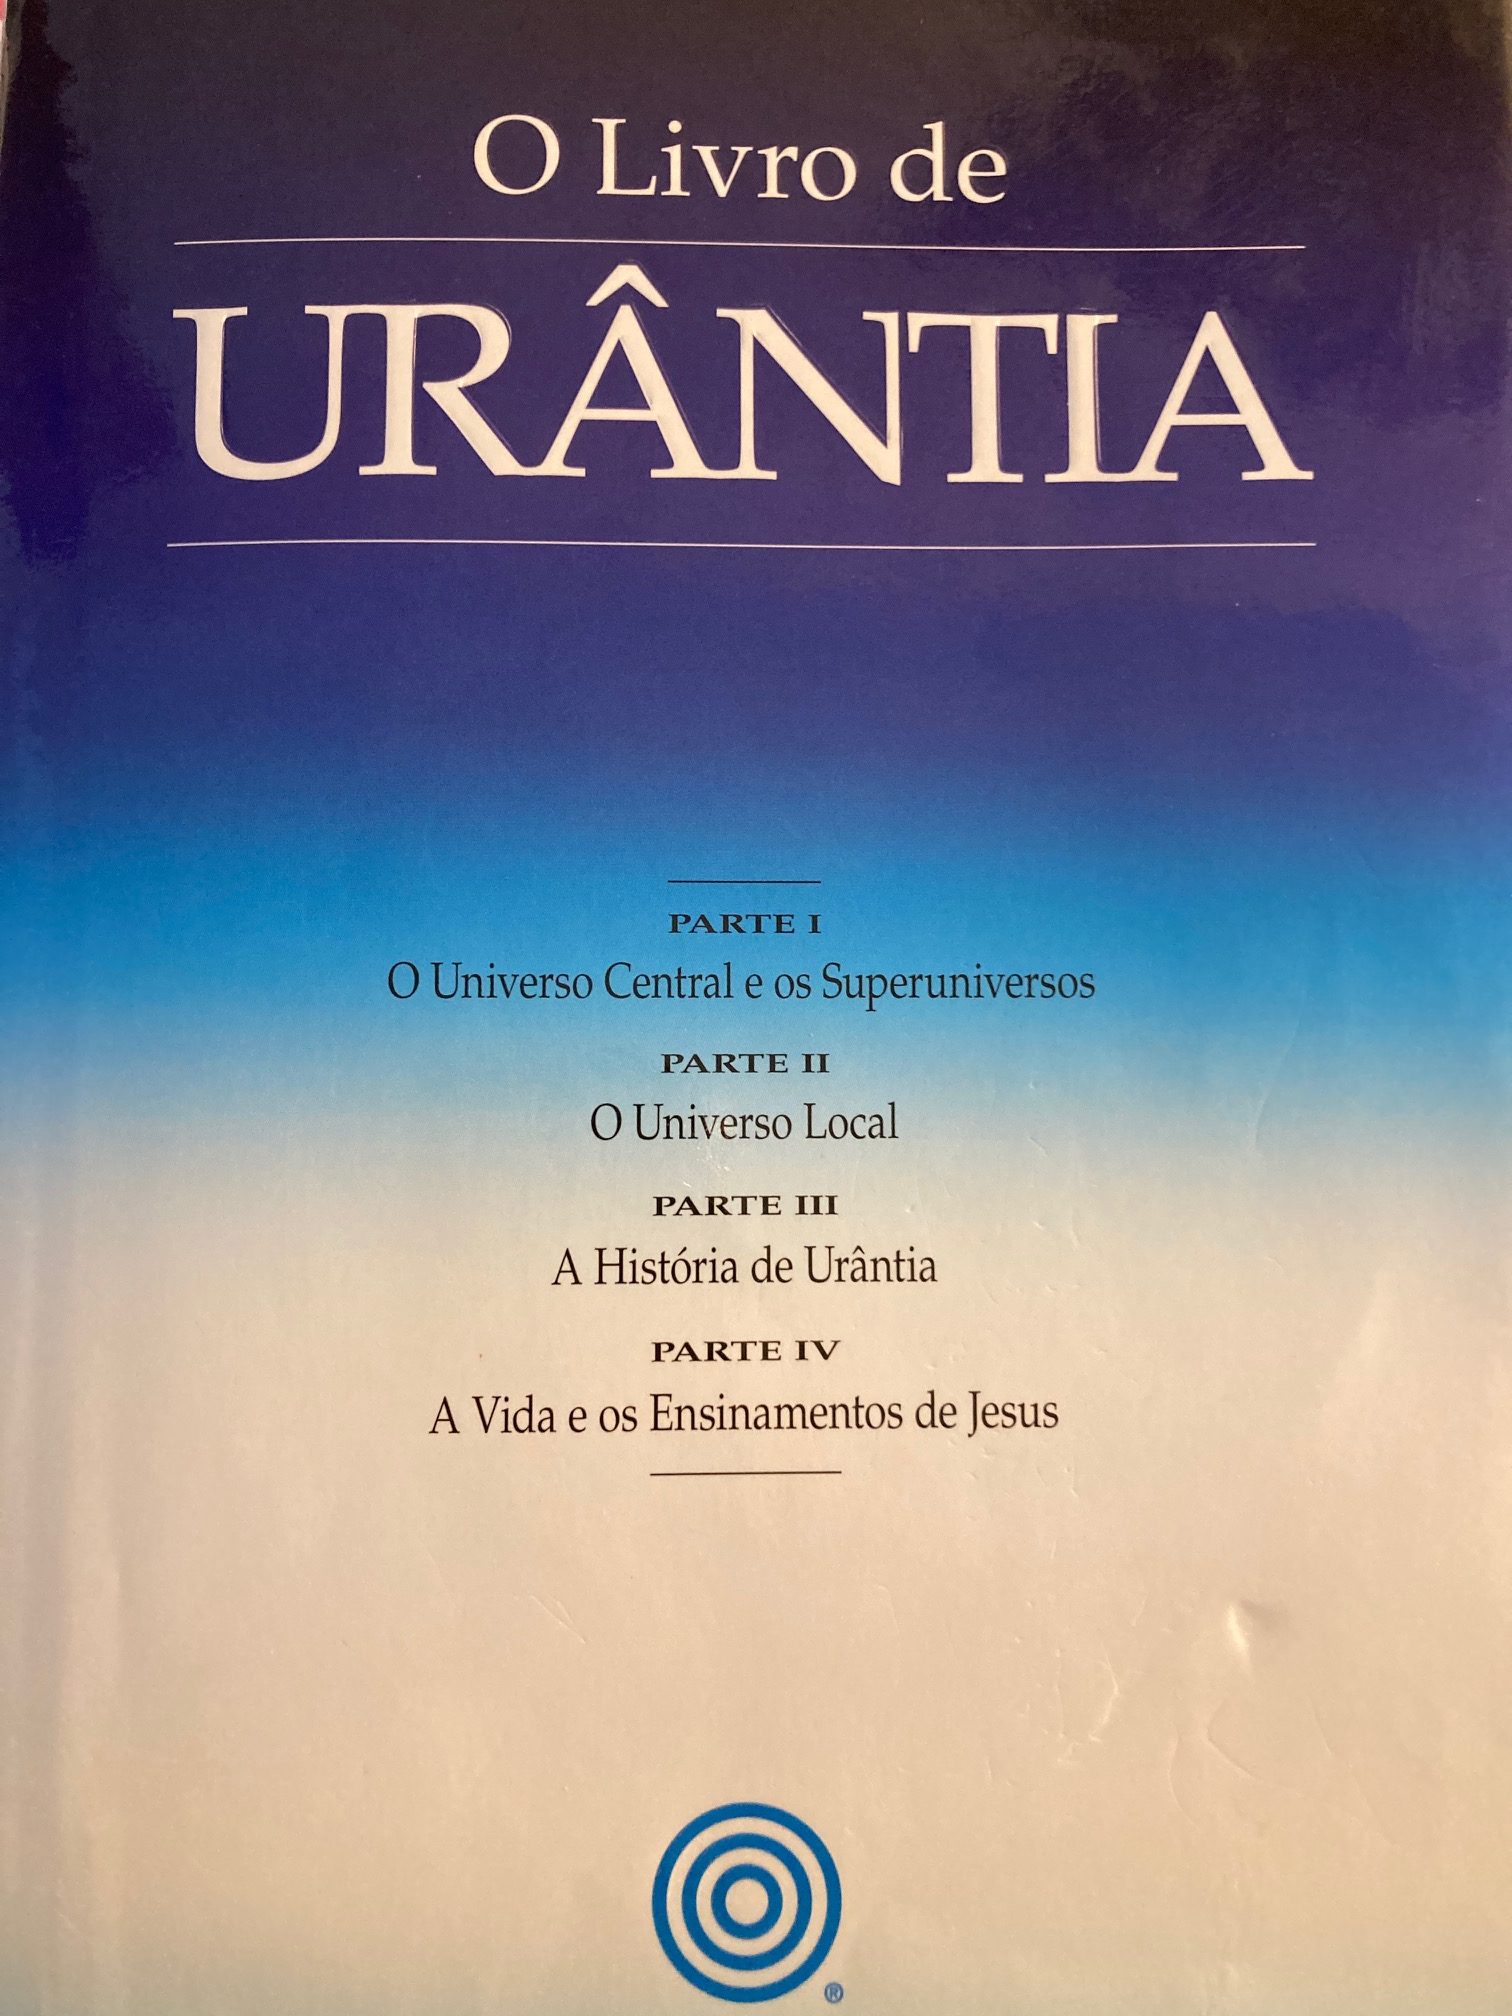 O Livro de
URÂNTIA
PARTE I
O Universo Central e os Superuniversos
PARTE II
O Universo Local
PARTE III
A História de Urântia
PARTE IV
A Vida e os Ensinamentos de Jesus
®